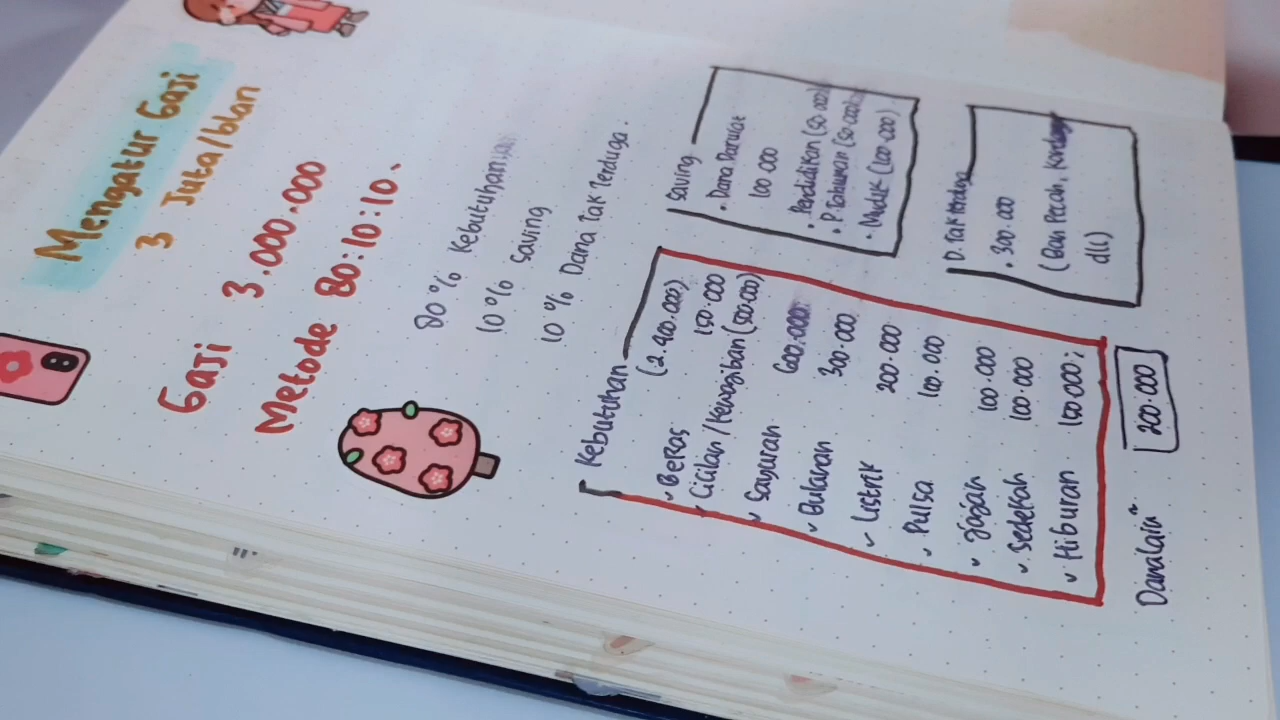 Mengatur Gaji
3 Juta/blan
Gaji 3.000.000
Metode 80:10:10.
80% Kebutuhan
10% Saving
10% Dana Tak Terduga.
Kebutuhan
(2.400.000)
Beras 150.000
Cicilan/Kewajiban (500.000)
Sayuran 600.000
Bulanan 300.000
Listrik 200.000
Pulsa 100.000
Jajan 100.000
Sedekah 100.000
Hiburan 150.000;
Dana lain" 200.000
Saving
Dana Darurat
100.000
Pendidikan (50.000)
P Tabunan (50.000)
Mudik (100.000)
D. Tak terduga
300.000
(Ban Pecah,
dll)